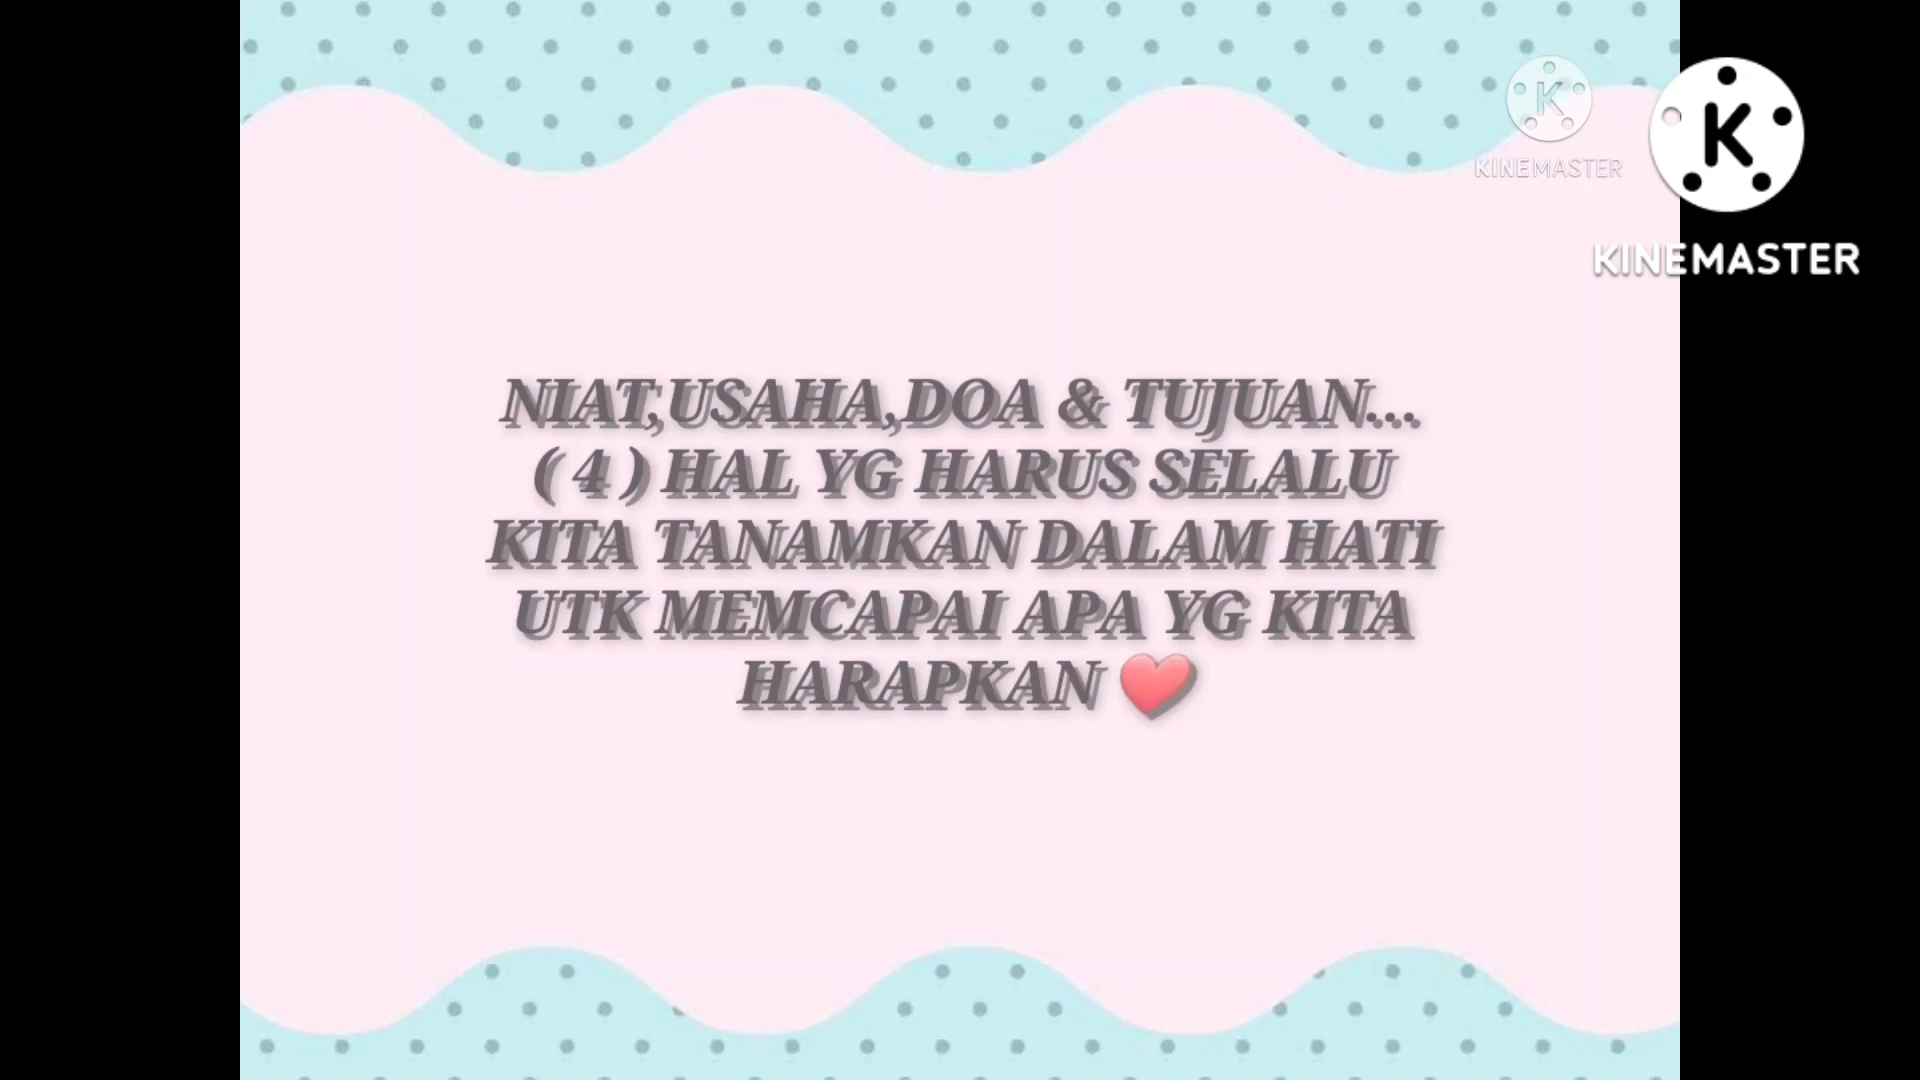 KINEMASTER
KINEMASTER
NIAT,USAHA,DOA & TUJUAN...
( 4 ) HAL YG HARUS SELALU
KITA TANAMKAN DALAM HATI
UTK MEMCAPAI APA YG KITA
HARAPKAN ❤️